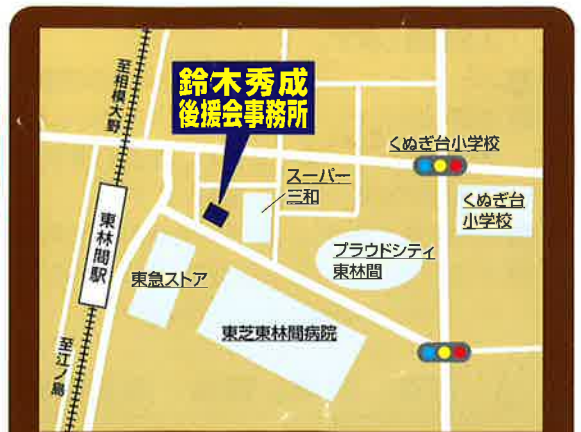 至相模大野
鈴木秀成
後援会事務所
くぬぎ台小学校
スーパー
三和
くぬぎ台
小学校
東林間駅
プラウドシティ
東林間
東急ストア
東芝東林間病院
至江ノ島